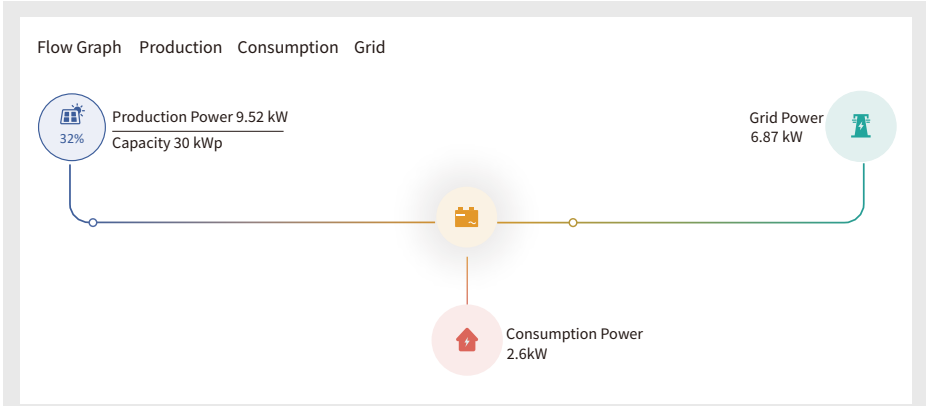 Flow Graph Production Consumption Grid
32%
Production Power 9.52 kW
Capacity 30 kWp
Grid Power
6.87 kW
Consumption Power
2.6kW